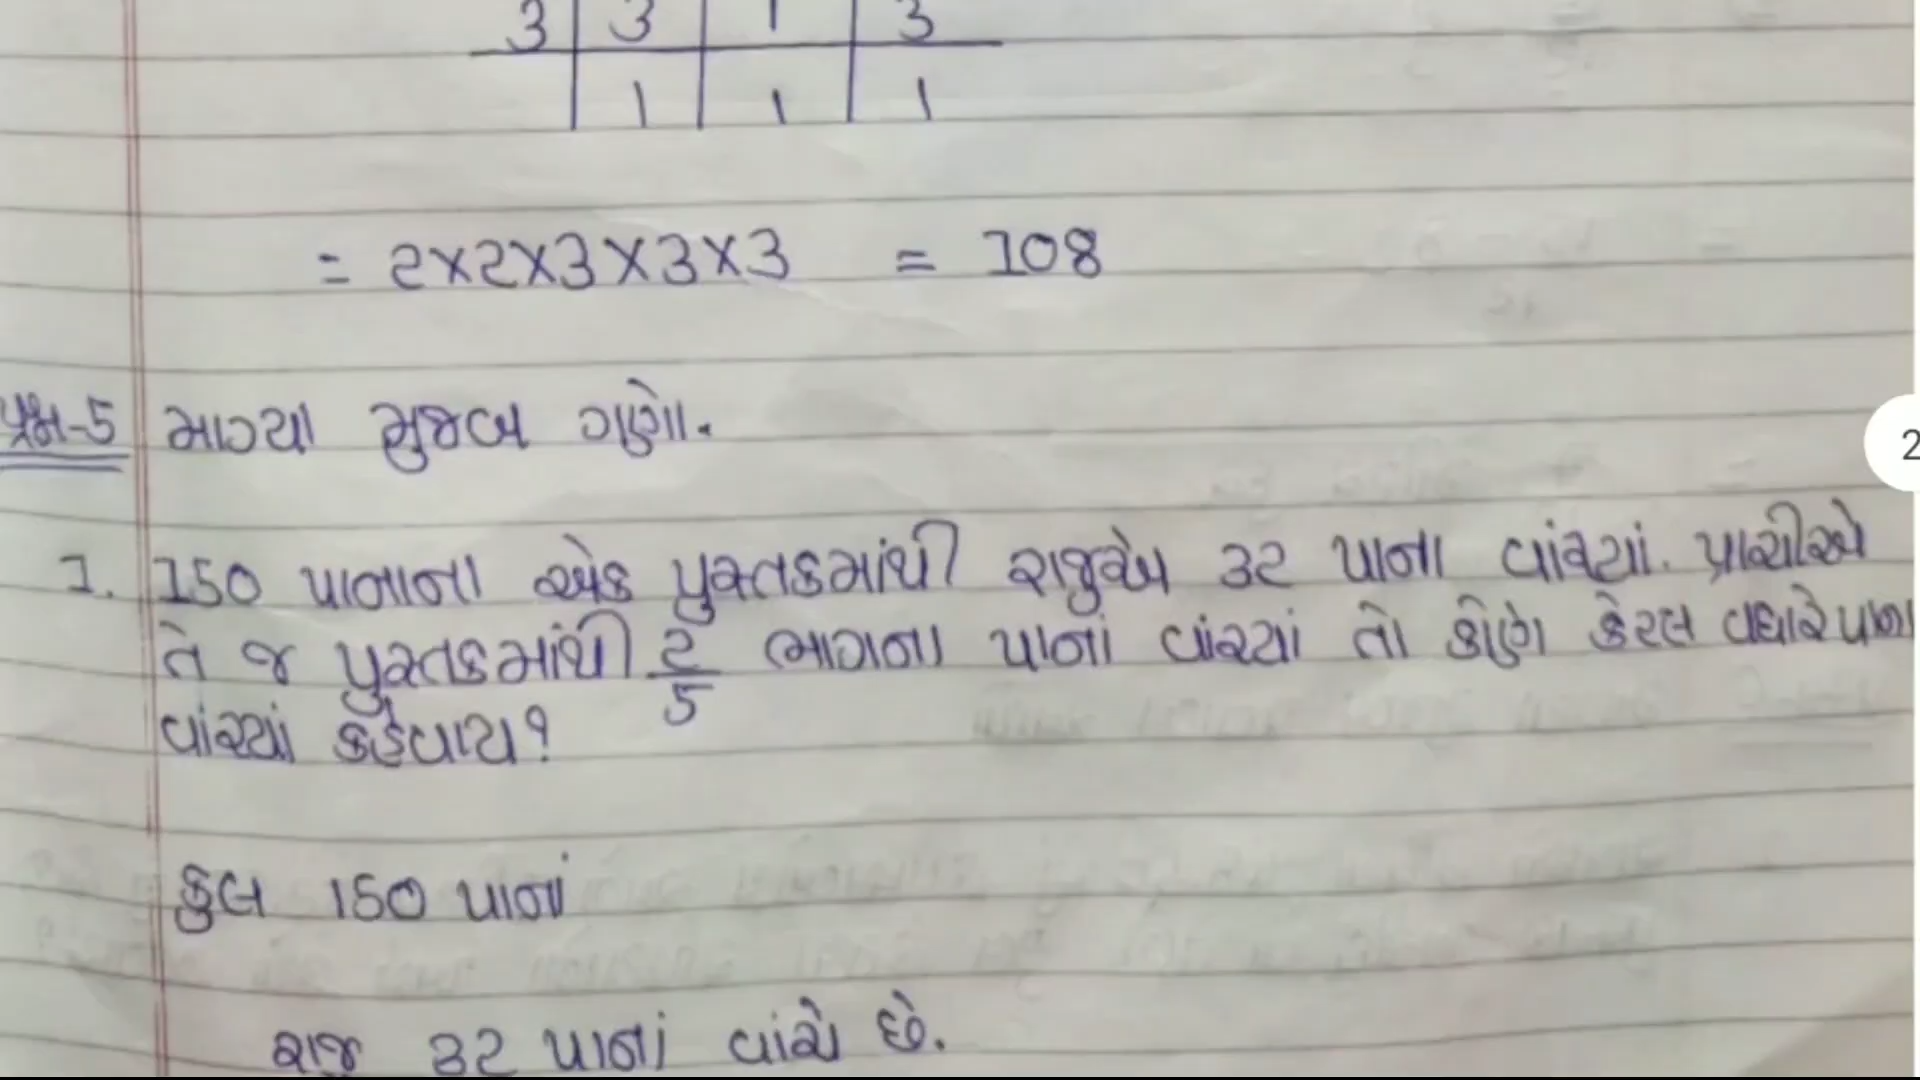 3 3 1 3
1 1 1
= 2×2×3×3×3 = 108
પ્રશ્ન-5 માગ્યા મુજબ ગણો.
1. 150 પાનાના એક પુસ્તકમાંથી રાજુએ 32 પાના વાંચ્યાં. પ્રાચીએ
તે જ પુસ્તકમાંથી 2/5 ભાગના પાનાં વાંચ્યાં તો કોણે કેટલ વધારે પાના
વાંચ્યાં કહેવાય?
કુલ 150 પાનાં
રાજુ 32 પાનાં વાંચે છે.
2